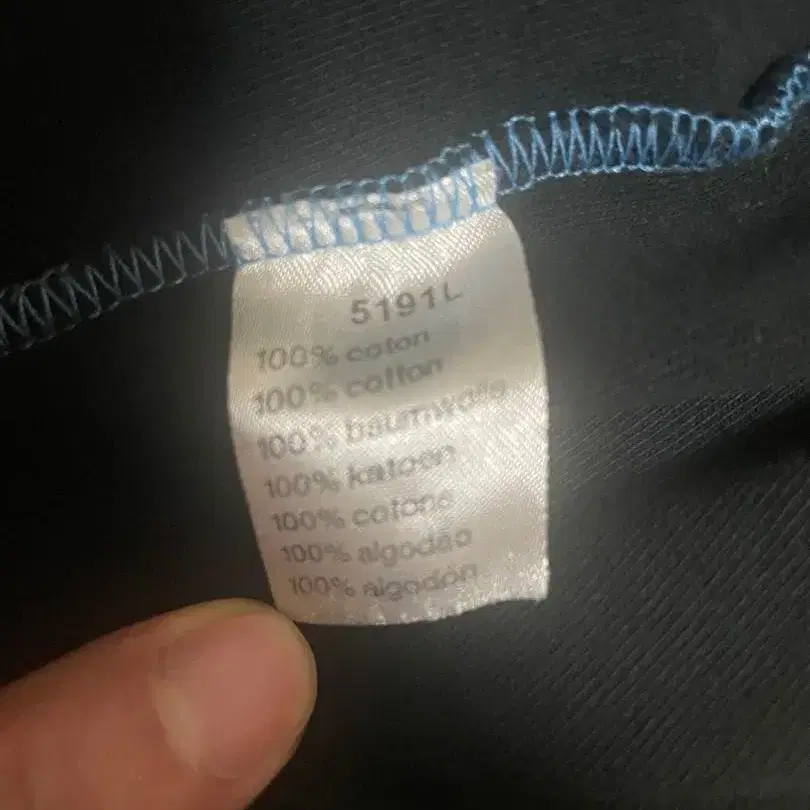 5191L
100% coton
100% cotton
100% baumwolle
100% katoen
100% cotone
100% algodão
100% algodón